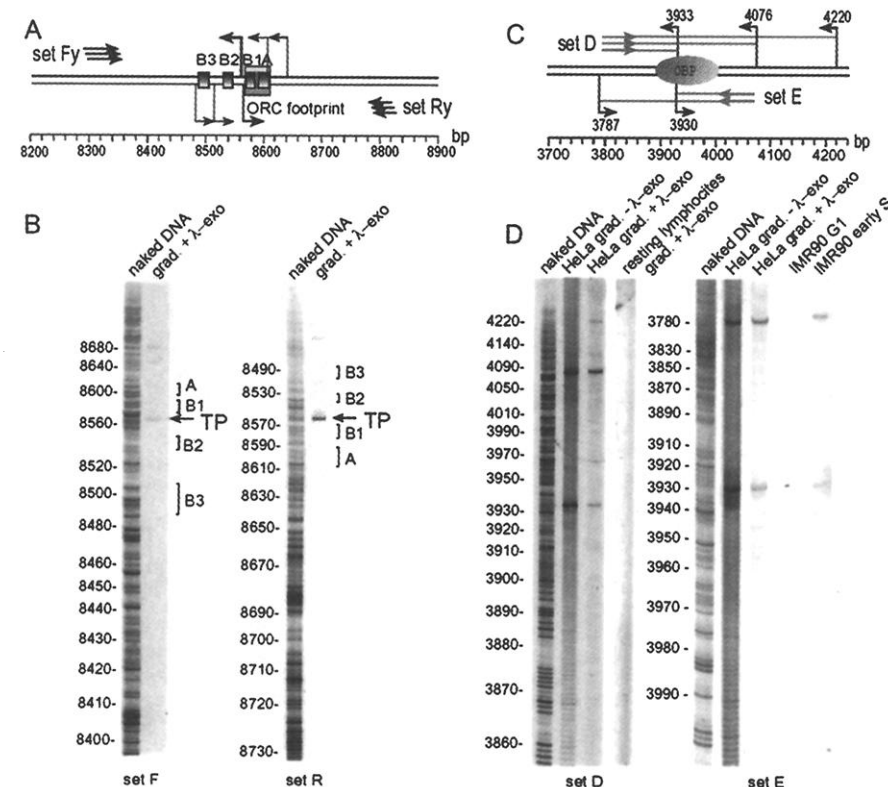 A
set Fy
B3 B2 B1 A
ORC footprint
set Ry
bp
8200 8300 8400 8500 8600 8700 8800 8900
C
3933 4076 4220
set D
OBP
set E
3787 3930
bp
3700 3800 3900 4000 4100 4200
B
naked DNA
grad. + λ–exo
8680-
8640-
8600-
8560-
8520-
8500-
8480-
8460-
8450-
8440-
8430-
8420-
8410-
8400-
A
B1
TP
B2
B3
set F
naked DNA
grad. + λ–exo
8490-
8530-
8570-
8590-
8610-
8630-
8650-
8670-
8690-
8700-
8710-
8720-
8730-
B3
B2
TP
B1
A
set R
D
naked DNA
HeLa grad. - λ–exo
HeLa grad. + λ–exo
resting lymphocytes
grad. + λ–exo
4220-
4140-
4090-
4050-
4010-
3990-
3970-
3950-
3930-
3920-
3910-
3900-
3890-
3880-
3870-
3860-
set D
naked DNA
HeLa grad. - λ–exo
HeLa grad. + λ–exo
IMR90 G1
IMR90 early S
3780 -
3830 -
3850 -
3870 -
3890 -
3910 -
3920 -
3930 -
3940 -
3950 -
3960 -
3970 -
3980 -
3990 -
set E